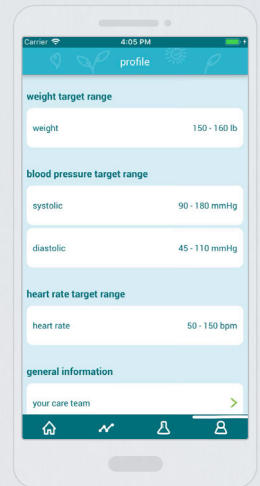 Carrier 4:05 PM
profile
weight target range
weight 150 - 160 lb
blood pressure target range
systolic 90 - 180 mmHg
diastolic 45 - 110 mmHg
heart rate target range
heart rate 50 - 150 bpm
general information
your care team